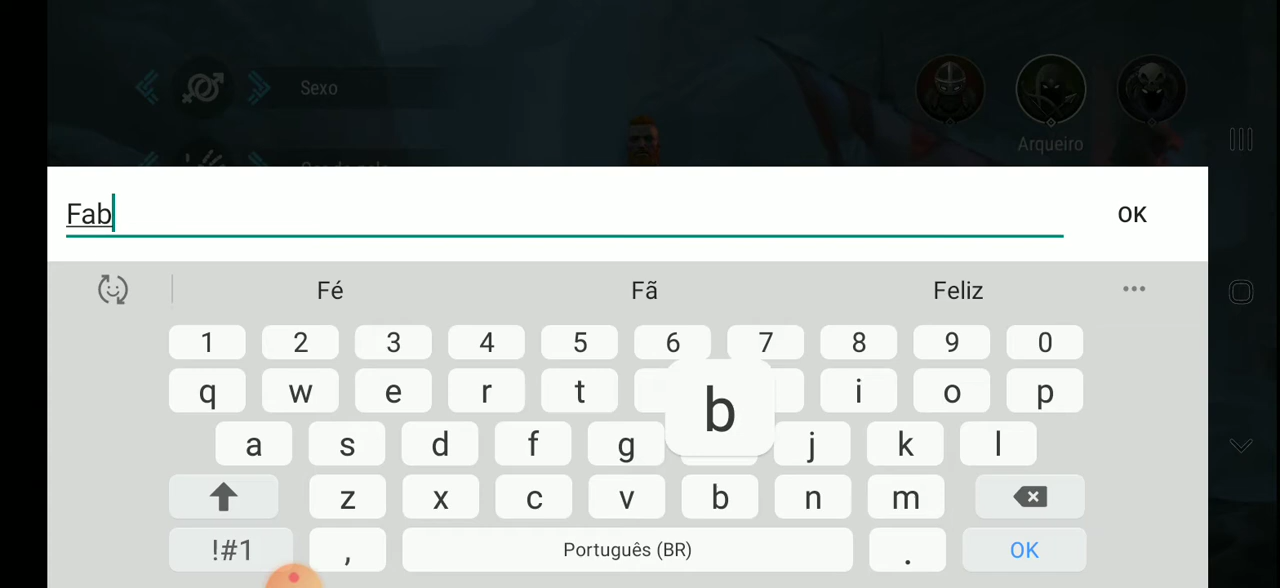 Sexo
Arqueiro
Fab
OK
Fé Fã Feliz
1 2 3 4 5 6 7 8 9 0
q w e r t i o p
b
a s d f g j k l
z x c v b n m
!#1 , Português (BR) . OK